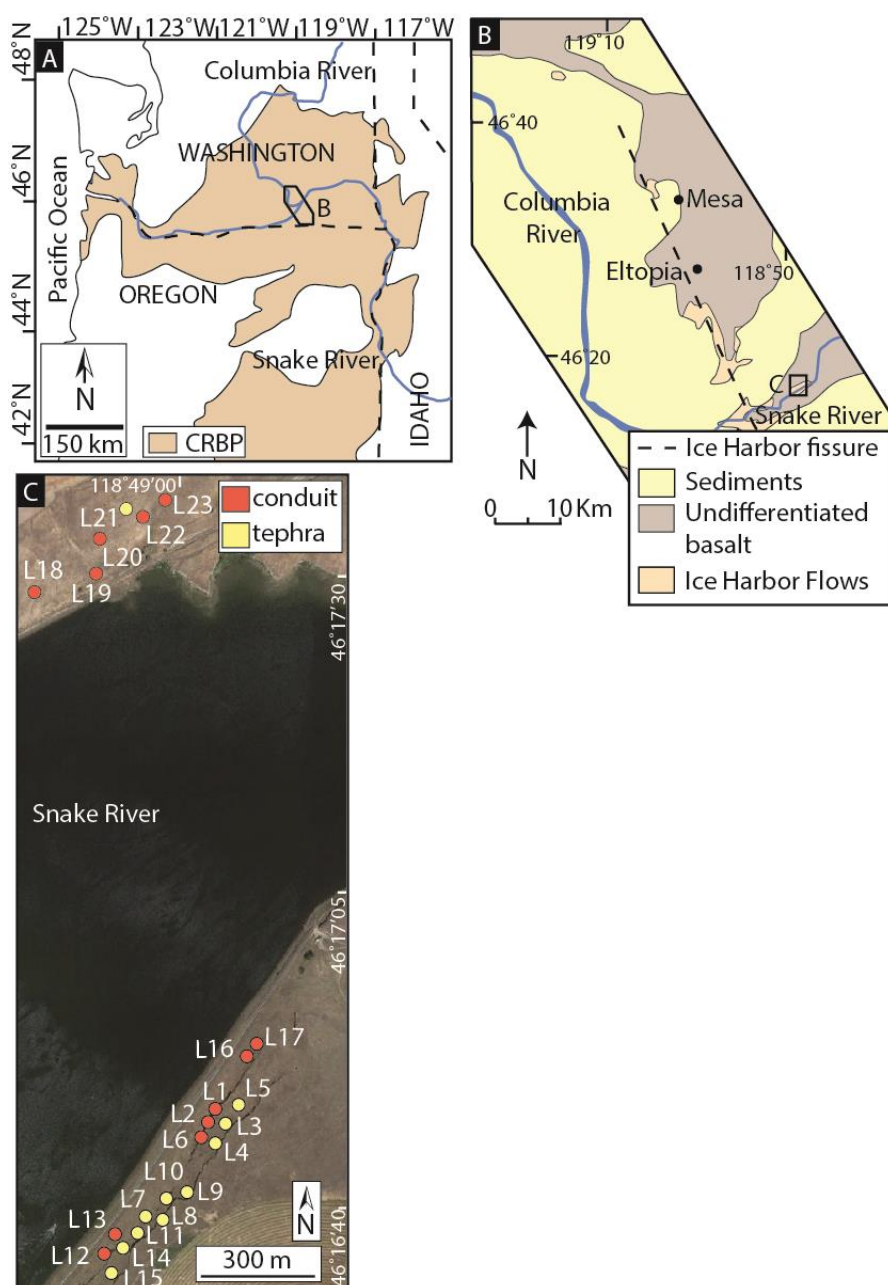 125°W 123°W 121°W 119°W 117°W
48°N
46°N
44°N
42°N
A
Columbia River
WASHINGTON
B
Pacific Ocean
OREGON
Snake River
IDAHO
N
150 km
CRBP
B
119°10
46°40
Columbia
River
Mesa
Eltopia
118°50
46°20
C
Snake River
N
0 10 Km
Ice Harbor fissure
Sediments
Undifferentiated
basalt
Ice Harbor Flows
C
118°49'00'
conduit
tephra
L23
L21
L22
L20
L18
L19
46°17'30
Snake River
46°17'05
L17
L16
L1
L5
L2
L3
L6
L4
L10
L9
L7
L8
L13
L11
L12
L14
L15
46°16'40
N
300 m